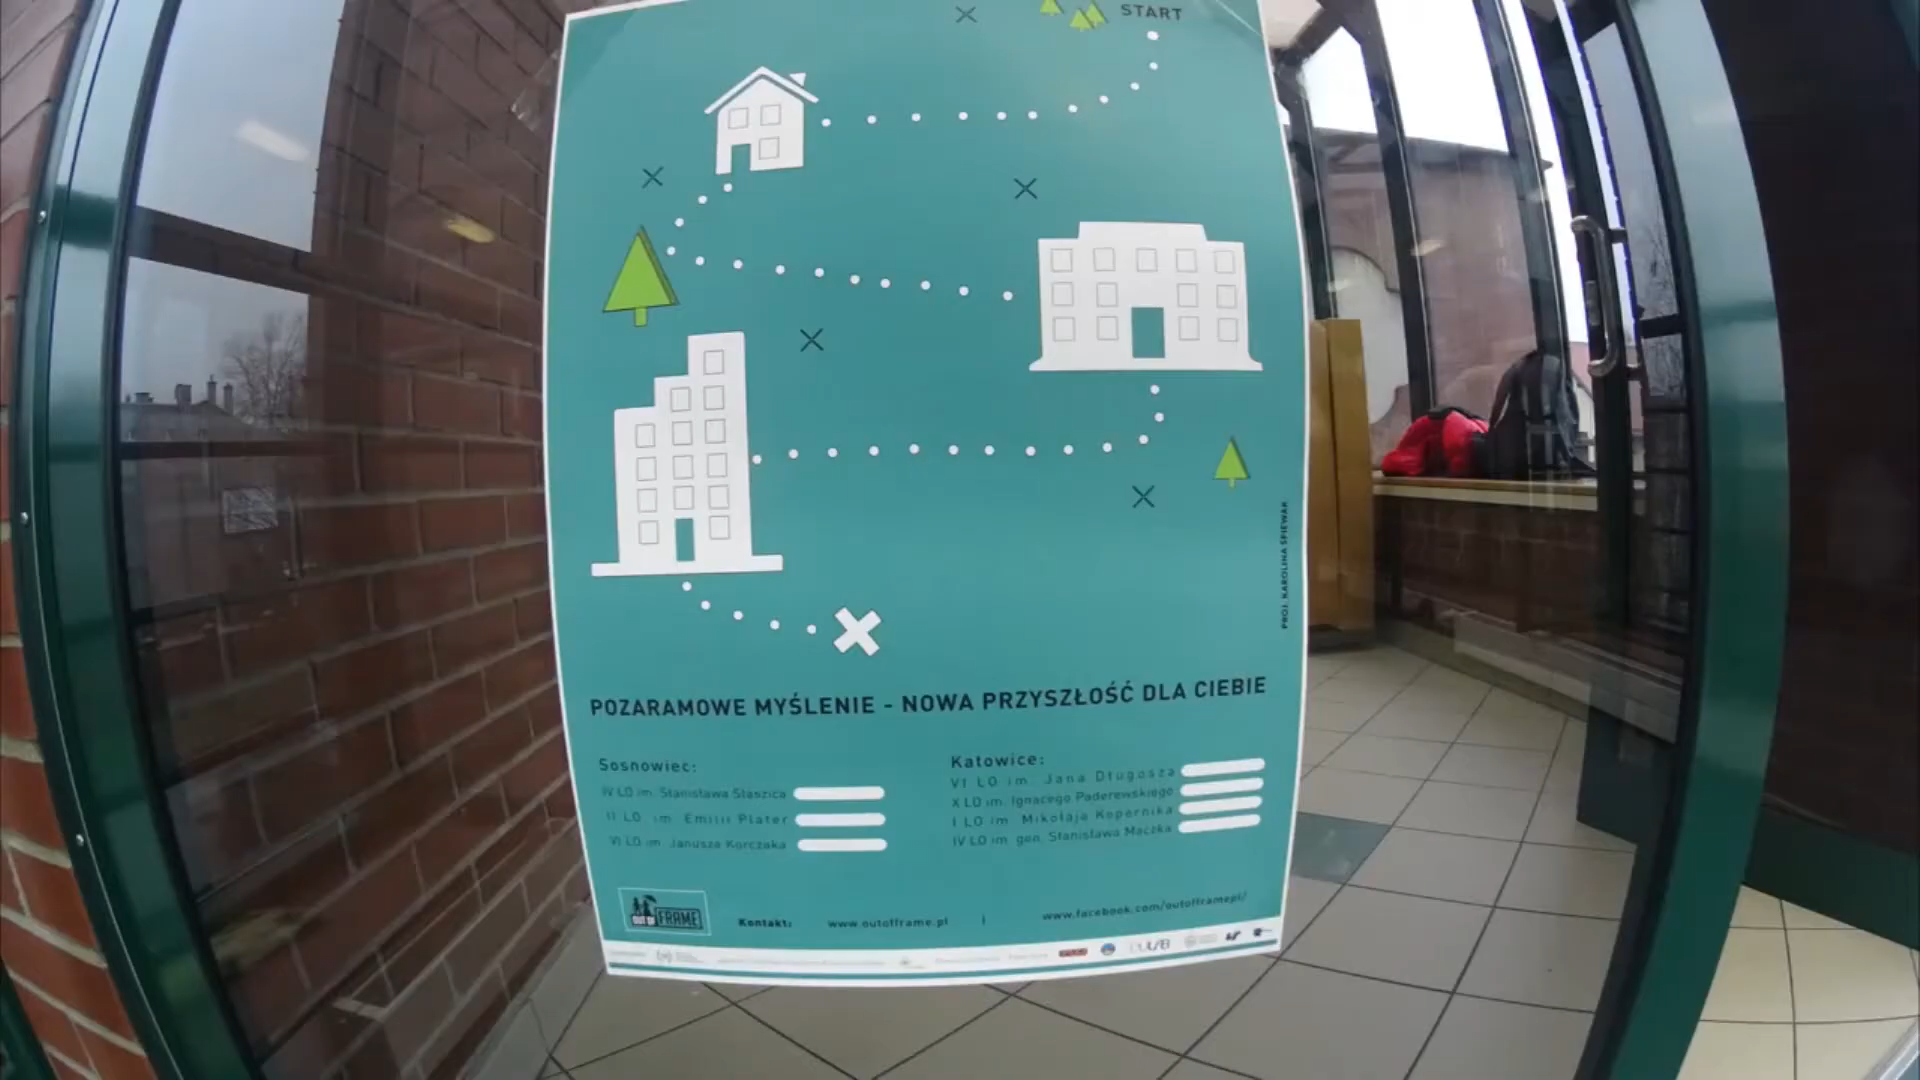 START
PROJ. KAROLINA ŚPIEWAK
POZARAMOWE MYŚLENIE - NOWA PRZYSZŁOŚĆ DLA CIEBIE
Sosnowiec:
IV LO im. Stanisława Staszica
II LO im. Emilii Plater
VI LO im. Janusza Korczaka
Katowice:
VI LO im. Jana Długosza
X LO im. Ignacego Paderewskiego
I LO im. Mikołaja Kopernika
IV LO im. gen. Stanisława Maczka
OUT OF FRAME
Kontakt: www.outofframe.pl | www.facebook.com/outofframepl/